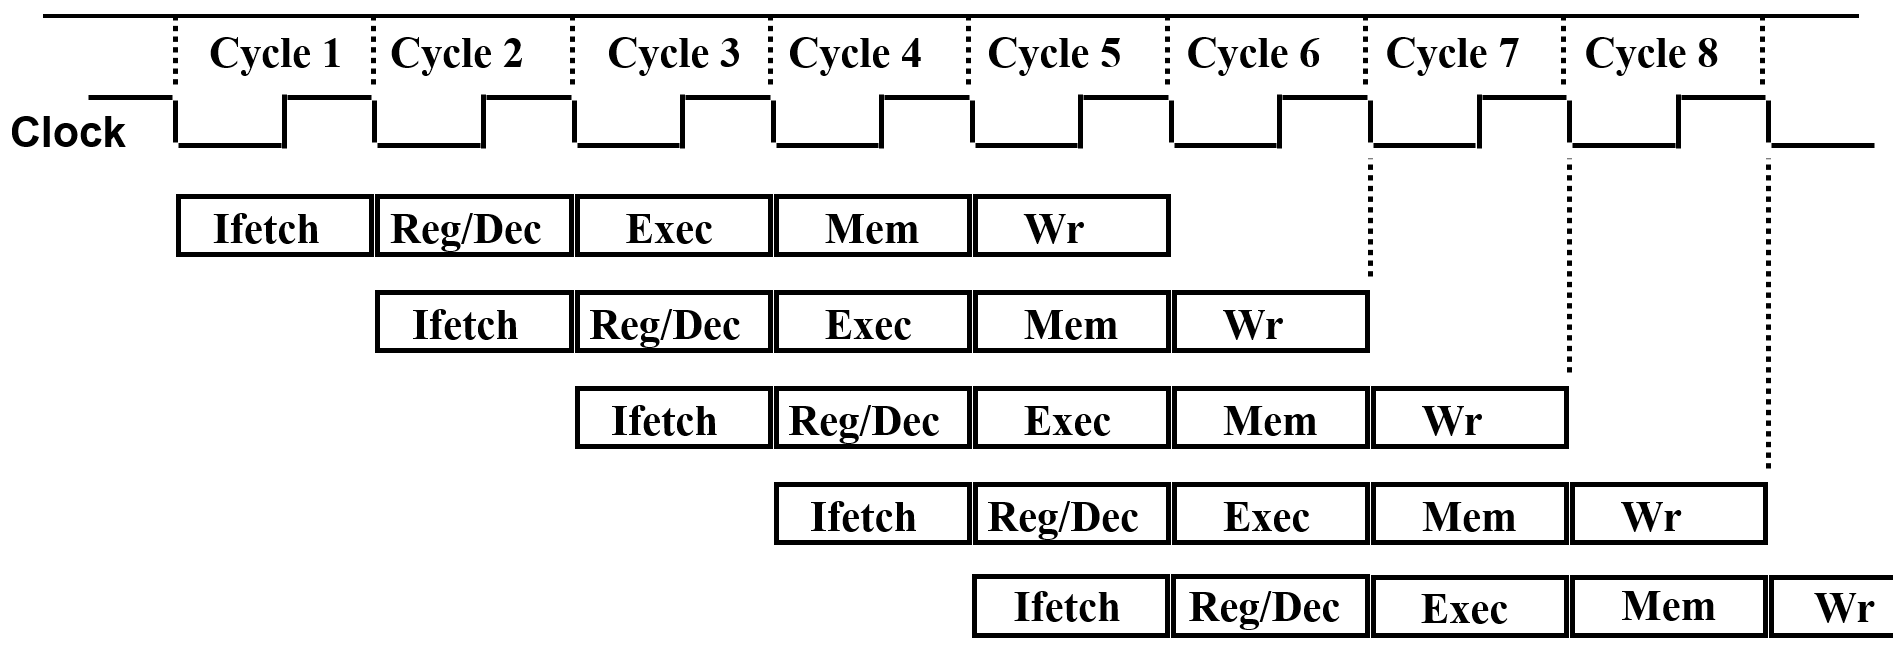 Cycle 1 Cycle 2 Cycle 3 Cycle 4 Cycle 5 Cycle 6 Cycle 7 Cycle 8
Clock
Ifetch Reg/Dec Exec Mem Wr
Ifetch Reg/Dec Exec Mem Wr
Ifetch Reg/Dec Exec Mem Wr
Ifetch Reg/Dec Exec Mem Wr
Ifetch Reg/Dec Exec Mem Wr